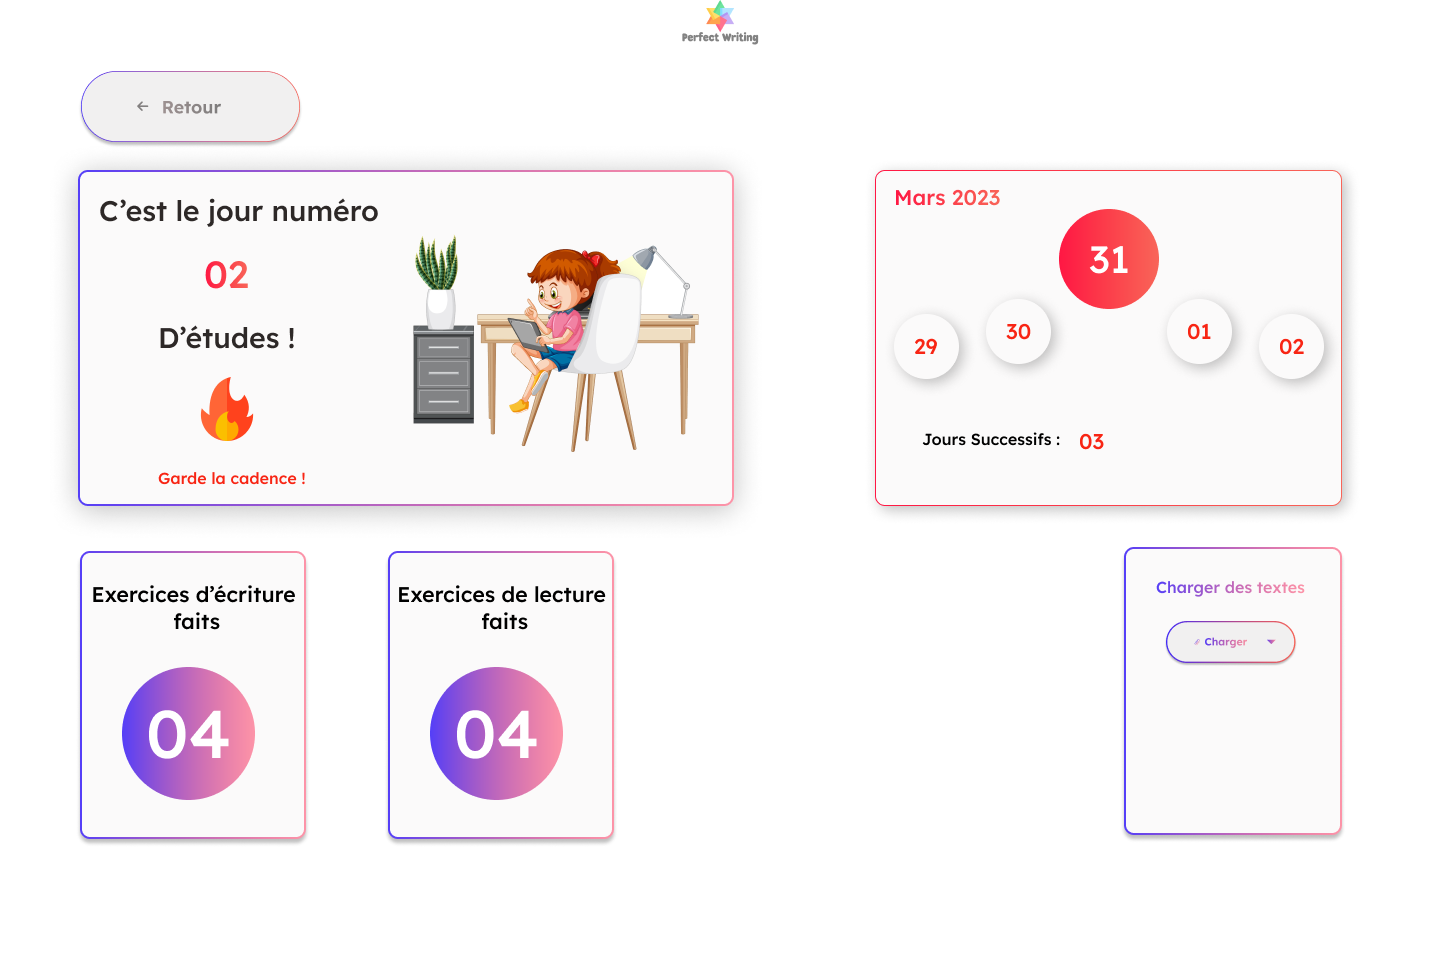 Perfect Writing
← Retour
C’est le jour numéro
02
D’études !
Garde la cadence !
Mars 2023
31
29
30
01
02
Jours Successifs : 03
Exercices d’écriture
faits
04
Exercices de lecture
faits
04
Charger des textes
Charger